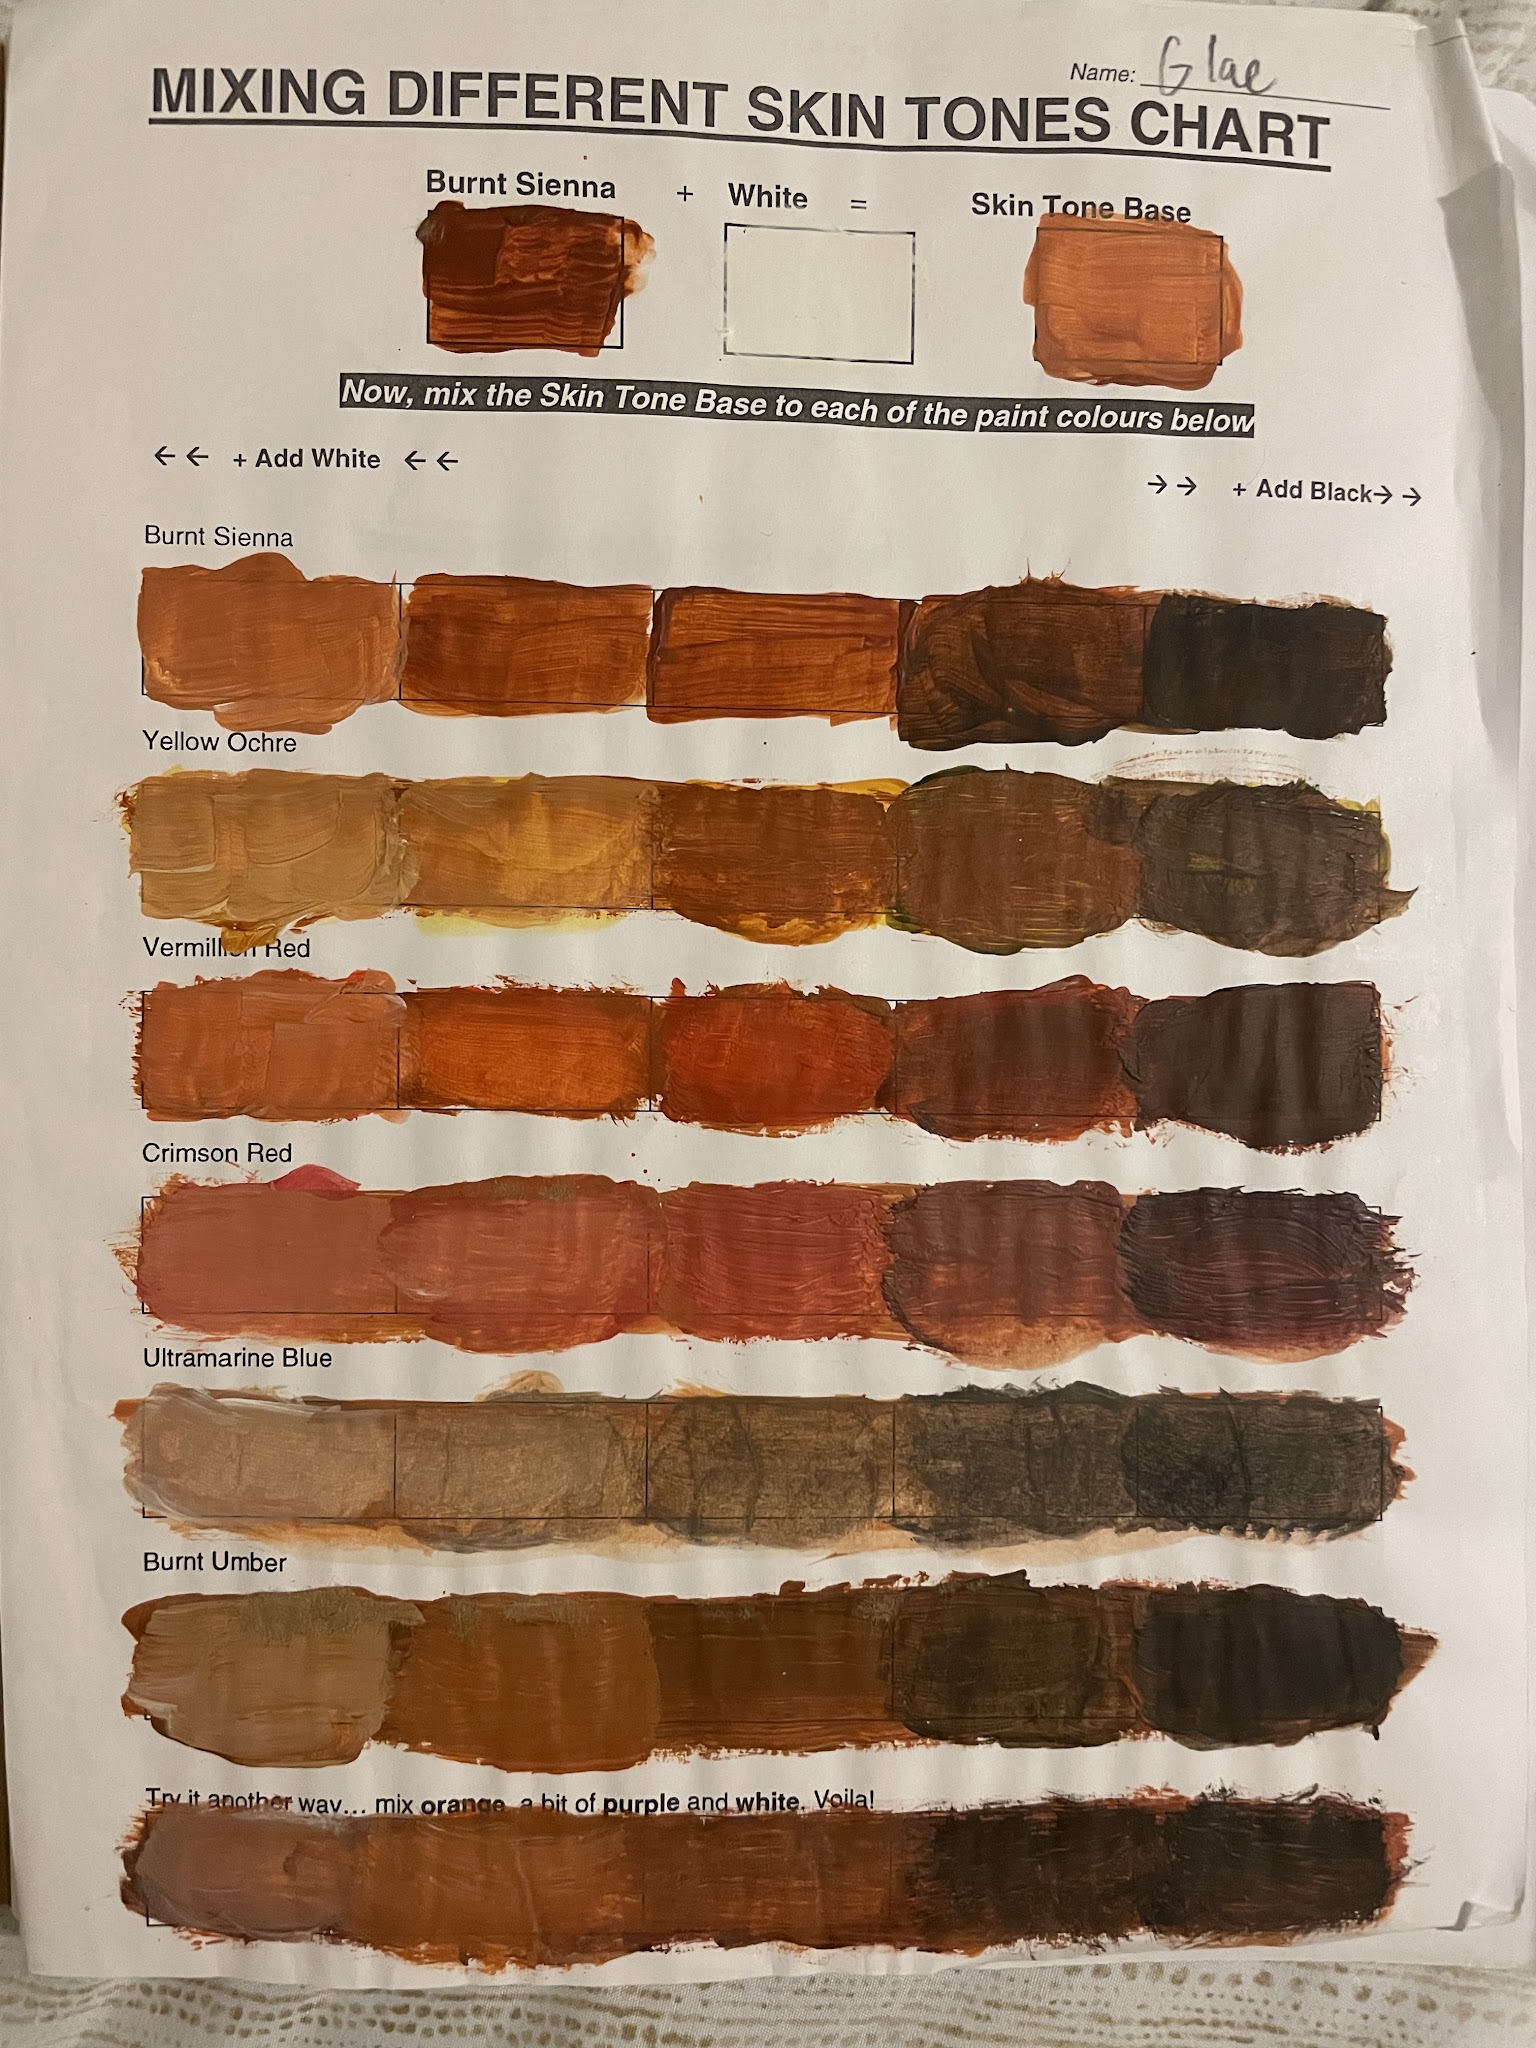 Name: Glae
MIXING DIFFERENT SKIN TONES CHART
Burnt Sienna + White = Skin Tone Base
Now, mix the Skin Tone Base to each of the paint colours below
←← + Add White ←←
→→ + Add Black→→
Burnt Sienna
Yellow Ochre
Vermillion Red
Crimson Red
Ultramarine Blue
Burnt Umber
Try it another way... mix orange, a bit of purple and white. Voila!